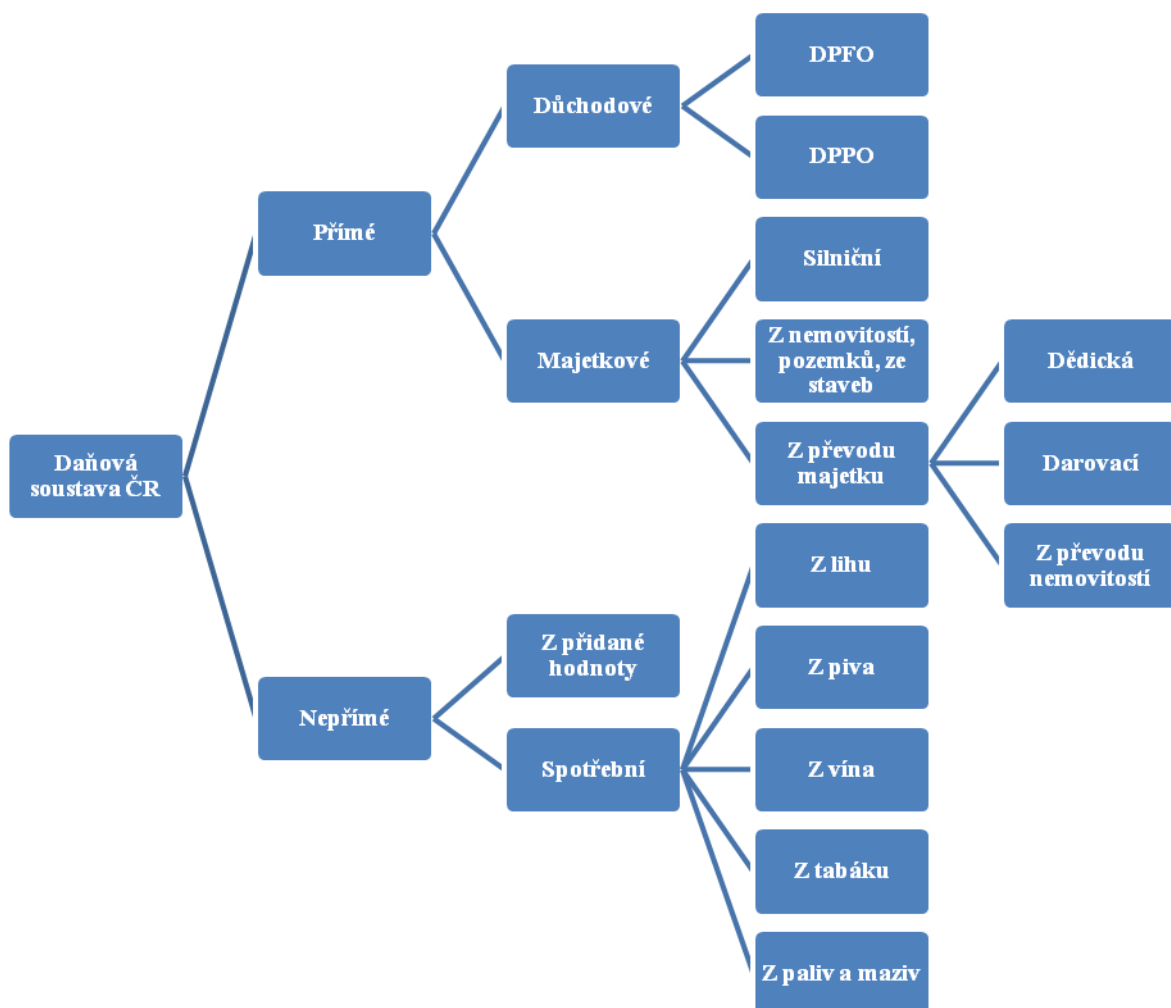 Daňová
soustava ČR
Přímé
Důchodové
DPFO
DPPO
Majetkové
Silniční
Z nemovitostí,
pozemků, ze
staveb
Z převodu
majetku
Dědická
Darovací
Z převodu
nemovitostí
Nepřímé
Z přidané
hodnoty
Spotřební
Z lihu
Z piva
Z vína
Z tabáku
Z paliv a maziv